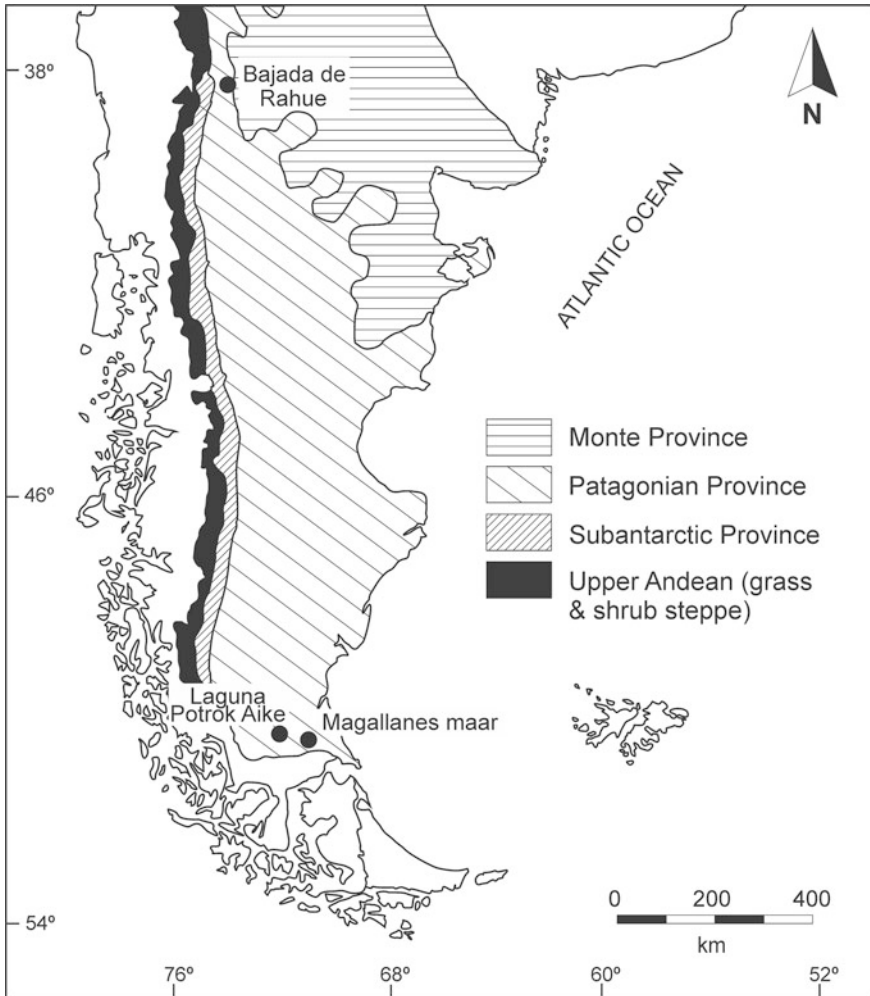 38º
Bajada de
Rahue
N
ATLANTIC OCEAN
Monte Province
Patagonian Province
46º
Subantarctic Province
Upper Andean (grass
& shrub steppe)
Laguna
Potrok Aike
Magallanes maar
0 200 400
km
54º
76º 68º 60º 52º